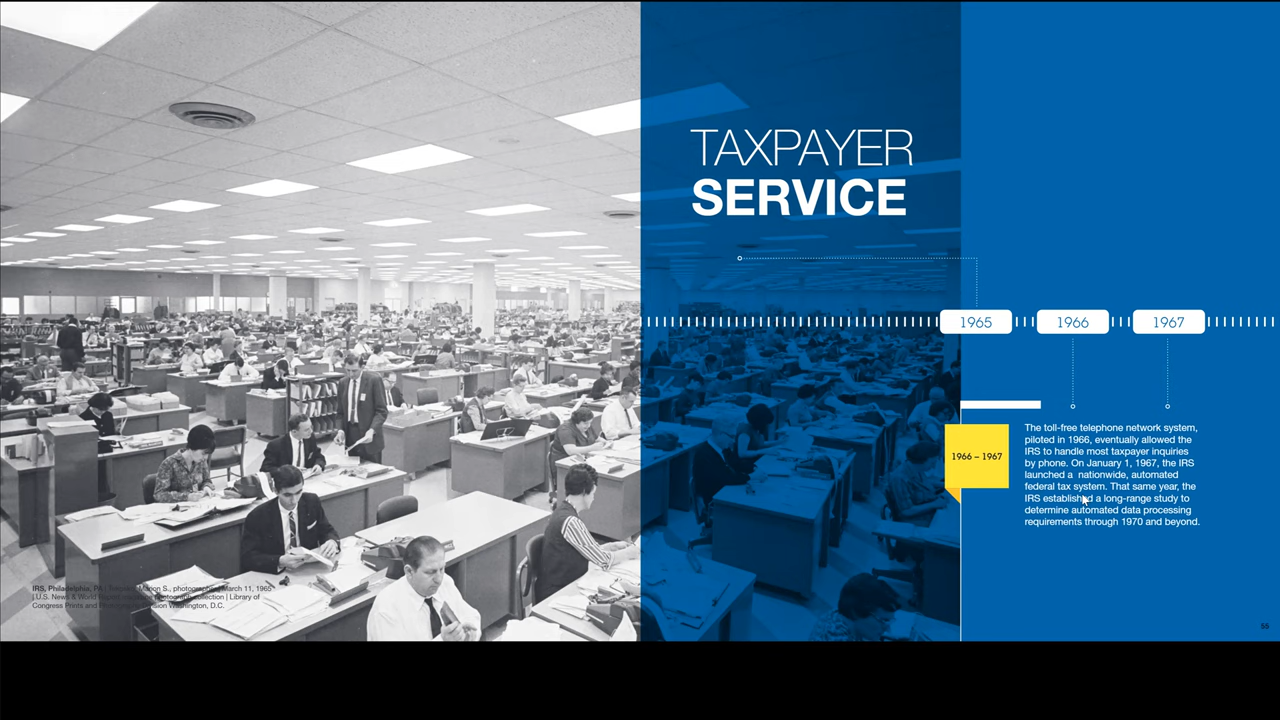 TAXPAYER
SERVICE
1965
1966
1967
1966 – 1967
The toll-free telephone network system,
piloted in 1966, eventually allowed the
IRS to handle most taxpayer inquiries
by phone. On January 1, 1967, the IRS
launched a nationwide, automated
federal tax system. That same year, the
IRS established a long-range study to
determine automated data processing
requirements through 1970 and beyond.
IRS, Philadelphia, PA | S., photographer | March 11, 1965
| U.S. News & World collection | Library of
Congress Prints and Washington, D.C.
55